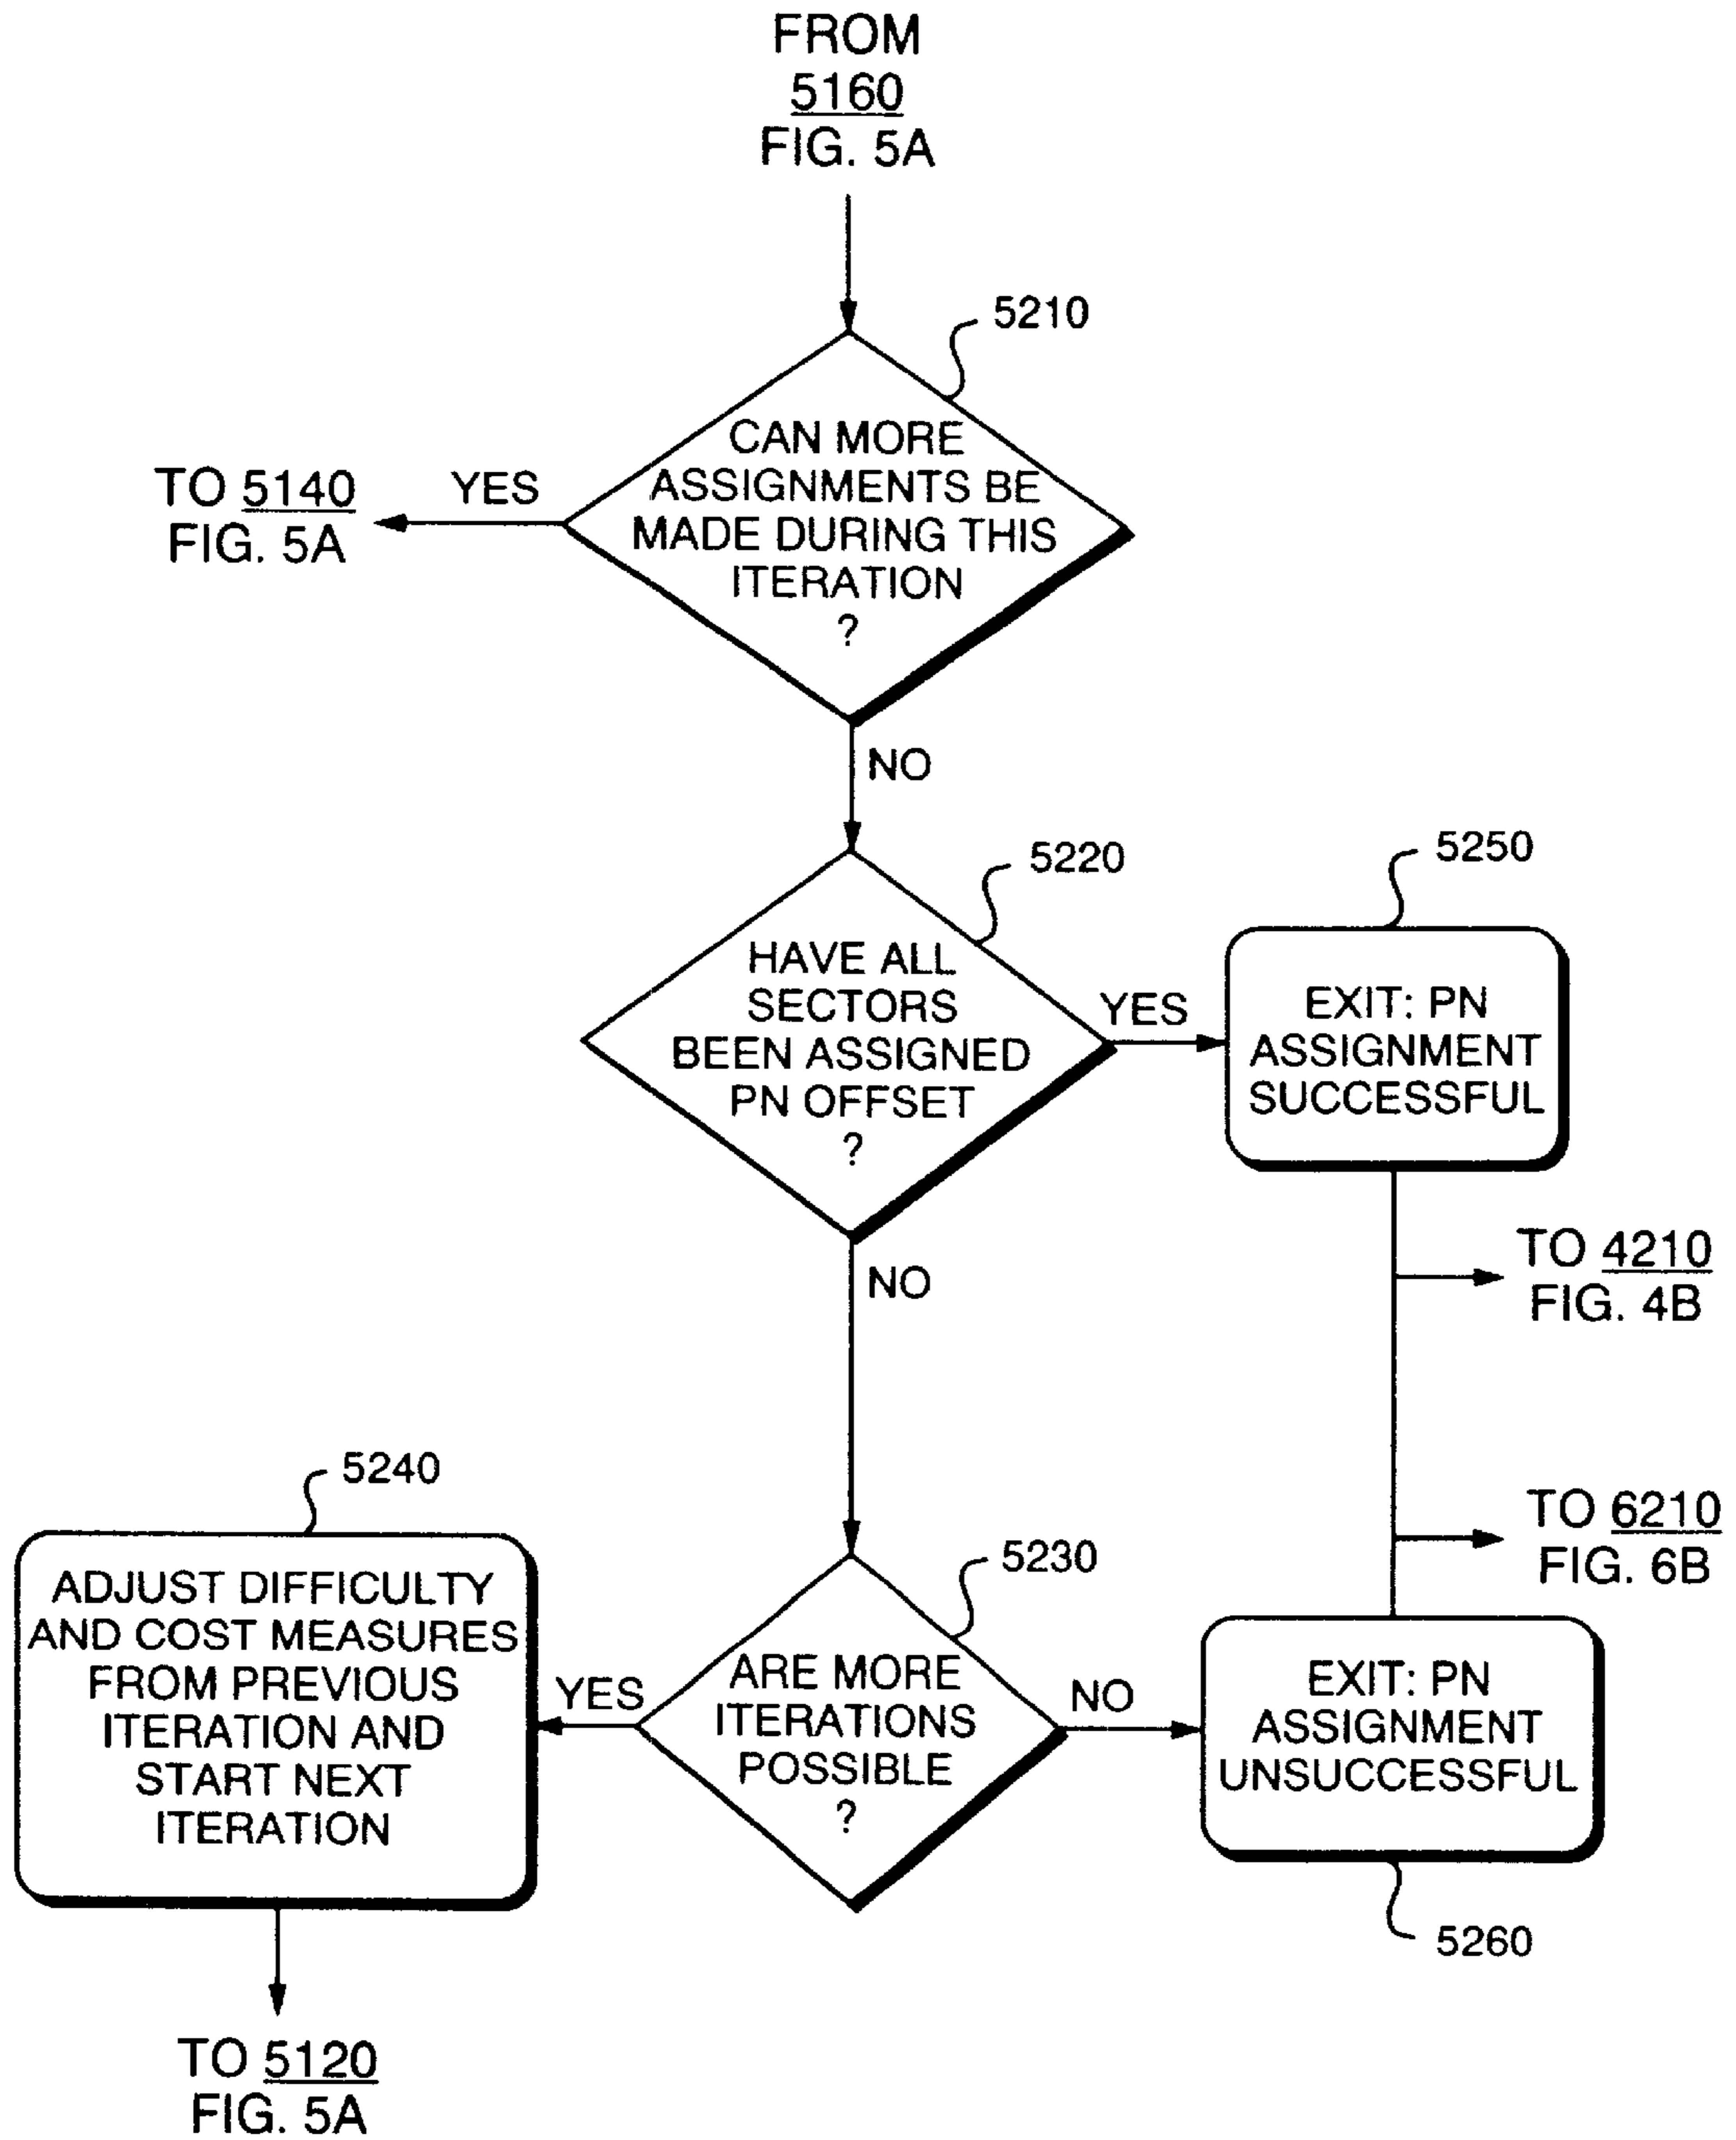 FROM
5160
FIG. 5A
5210
CAN MORE
ASSIGNMENTS BE
MADE DURING THIS
ITERATION
?
YES
TO 5140
FIG. 5A
NO
5220
HAVE ALL
SECTORS
BEEN ASSIGNED
PN OFFSET
?
YES
5250
EXIT: PN
ASSIGNMENT
SUCCESSFUL
NO
TO 4210
FIG. 4B
TO 6210
FIG. 6B
5240
ADJUST DIFFICULTY
AND COST MEASURES
FROM PREVIOUS
ITERATION AND
START NEXT
ITERATION
YES
5230
ARE MORE
ITERATIONS
POSSIBLE
?
NO
EXIT: PN
ASSIGNMENT
UNSUCCESSFUL
5260
TO 5120
FIG. 5A